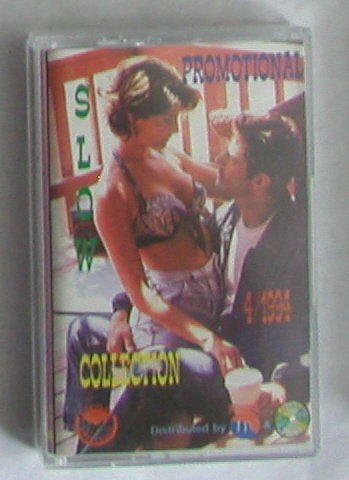 PROMOTIONAL
SLOW
4/1994
COLLECTION
Distributed by